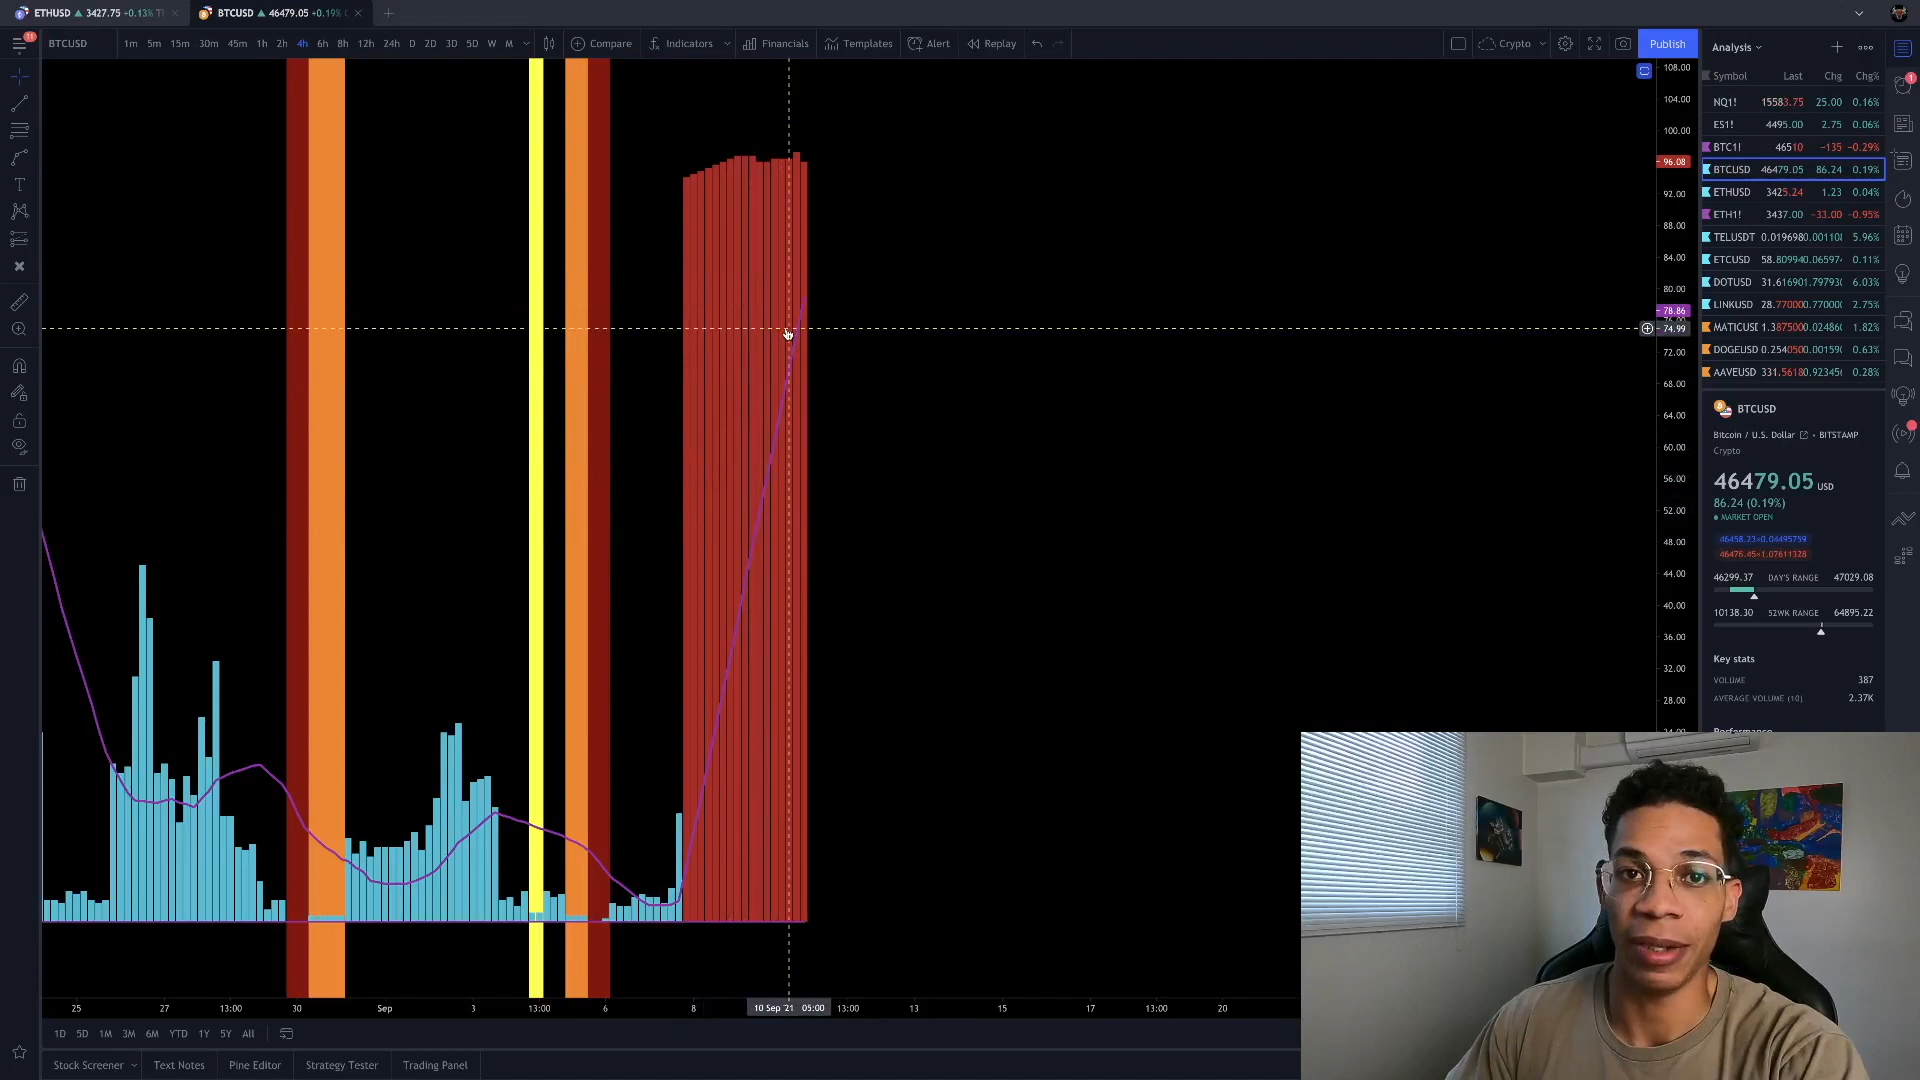 ETHUSD ▲ 3427.75 +0.13%
BTCUSD ▲ 46479.05 +0.19%
11
BTCUSD 1m 5m 15m 30m 45m 1h 2h 4h 6h 8h 12h 24h D 2D 3D 5D W M Compare Indicators Financials Templates Alert Replay Crypto Publish
Analysis
Symbol Last Chg Chg%
NQ1! 15583.75 25.00 0.16%
ES1! 4495.00 2.75 0.06%
BTC1! 46510 −135 −0.29%
BTCUSD 46479.05 86.24 0.19%
ETHUSD 3425.24 1.23 0.04%
ETH1! 3437.00 −33.00 −0.95%
TELUSDT 0.019698 5.96%
ETCUSD 0.11%
DOTUSD 6.03%
LINKUSD 2.75%
1.82%
DOGEUSD 0.63%
AAVEUSD 0.28%
108.00
104.00
100.00
96.08
92.00
88.00
84.00
80.00
78.86
74.99
72.00
68.00
64.00
60.00
56.00
52.00
48.00
44.00
40.00
36.00
32.00
28.00
BTCUSD
Bitcoin / U.S. Dollar • BITSTAMP
Crypto
46479.05 USD
86.24 (0.19%)
• MARKET OPEN
46458.23×0.04495759
46476.45×1.07611328
46299.37 DAY'S RANGE 47029.08
10138.30 52WK RANGE 64895.22
Key stats
VOLUME 387
AVERAGE VOLUME (10) 2.37K
25 27 13:00 30 Sep 3 13:00 6 8 10 Sep '21 05:00 13:00 13 15 17 13:00 20
1D 5D 1M 3M 6M YTD 1Y 5Y All
Stock Screener Text Notes Pine Editor Strategy Tester Trading Panel